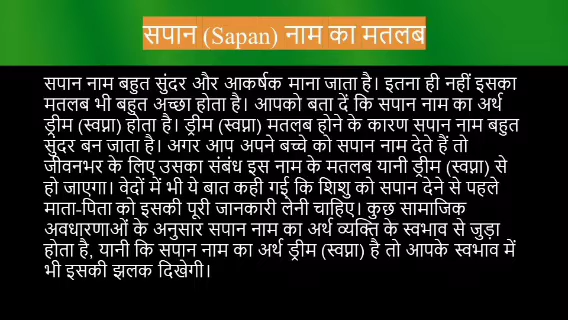 सपान (Sapan) नाम का मतलब
सपान नाम बहुत सुंदर और आकर्षक माना जाता है। इतना ही नहीं इसका
मतलब भी बहुत अच्छा होता है। आपको बता दें कि सपान नाम का अर्थ
ड्रीम (स्वप्ना) होता है। ड्रीम (स्वप्ना) मतलब होने के कारण सपान नाम बहुत
सुंदर बन जाता है। अगर आप अपने बच्चे को सपान नाम देते हैं तो
जीवनभर के लिए उसका संबंध इस नाम के मतलब यानी ड्रीम (स्वप्ना) से
हो जाएगा। वेदों में भी ये बात कही गई कि शिशु को सपान देने से पहले
माता-पिता को इसकी पूरी जानकारी लेनी चाहिए। कुछ सामाजिक
अवधारणाओं के अनुसार सपान नाम का अर्थ व्यक्ति के स्वभाव से जुड़ा
होता है, यानी कि सपान नाम का अर्थ ड्रीम (स्वप्ना) है तो आपके स्वभाव में
भी इसकी झलक दिखेगी।